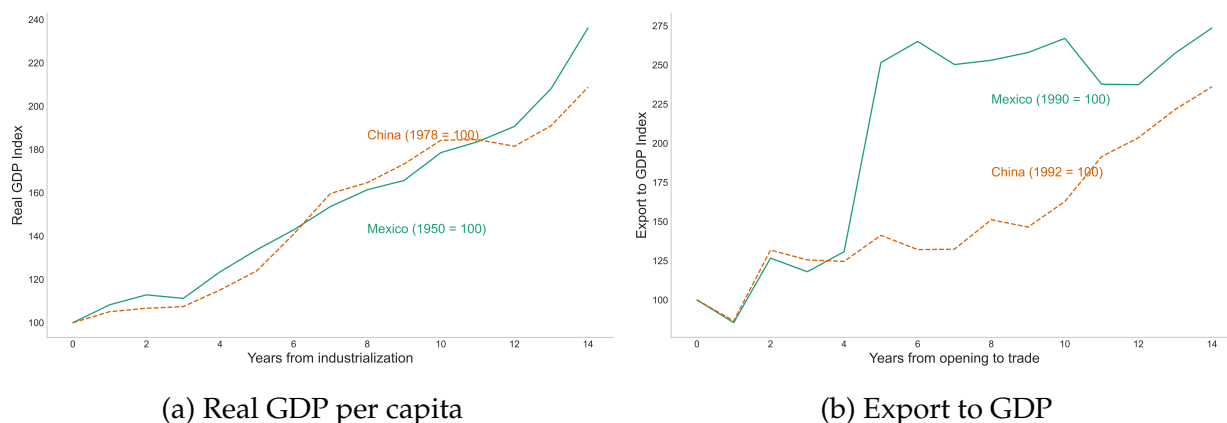 240
220
200
180
160
140
120
100
Real GDP Index
China (1978 = 100)
Mexico (1950 = 100)
0 2 4 6 8 10 12 14
Years from industrialization
(a) Real GDP per capita
275
250
225
200
175
150
125
100
Export to GDP Index
Mexico (1990 = 100)
China (1992 = 100)
0 2 4 6 8 10 12 14
Years from opening to trade
(b) Export to GDP